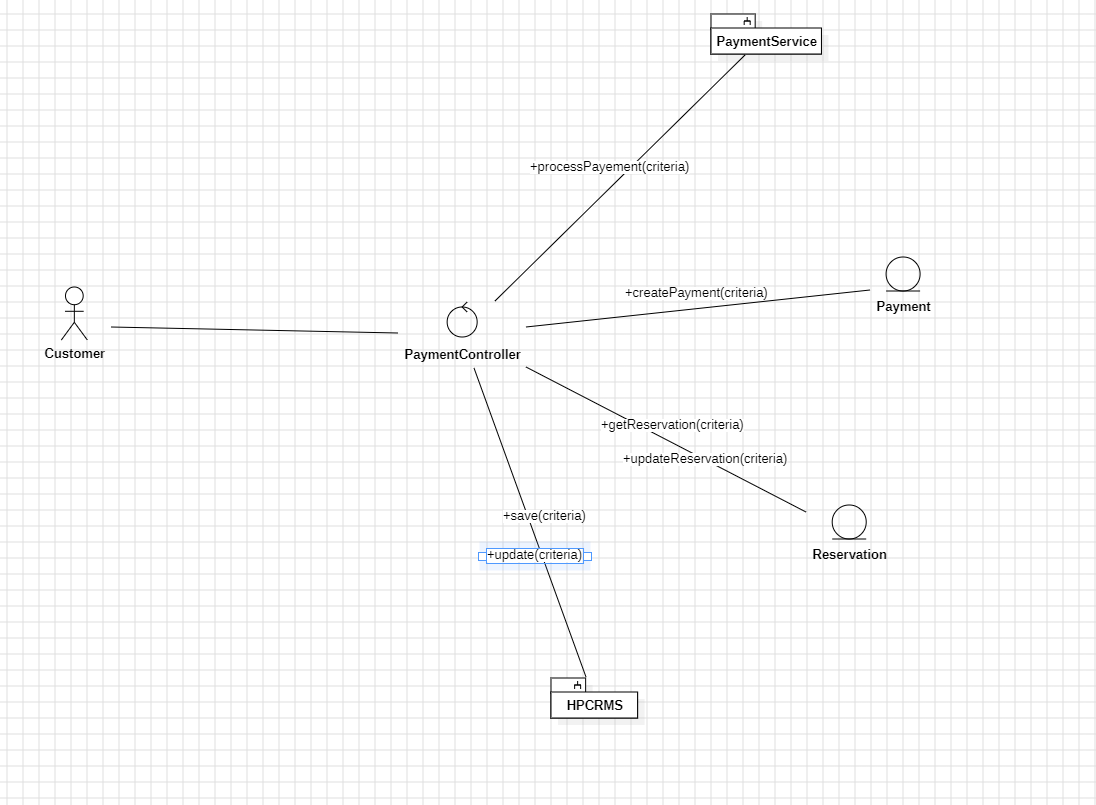 PaymentService
+processPayement(criteria)
+createPayment(criteria)
Payment
Customer
PaymentController
+getReservation(criteria)
+updateReservation(criteria)
+save(criteria)
+update(criteria)
Reservation
HPCRMS